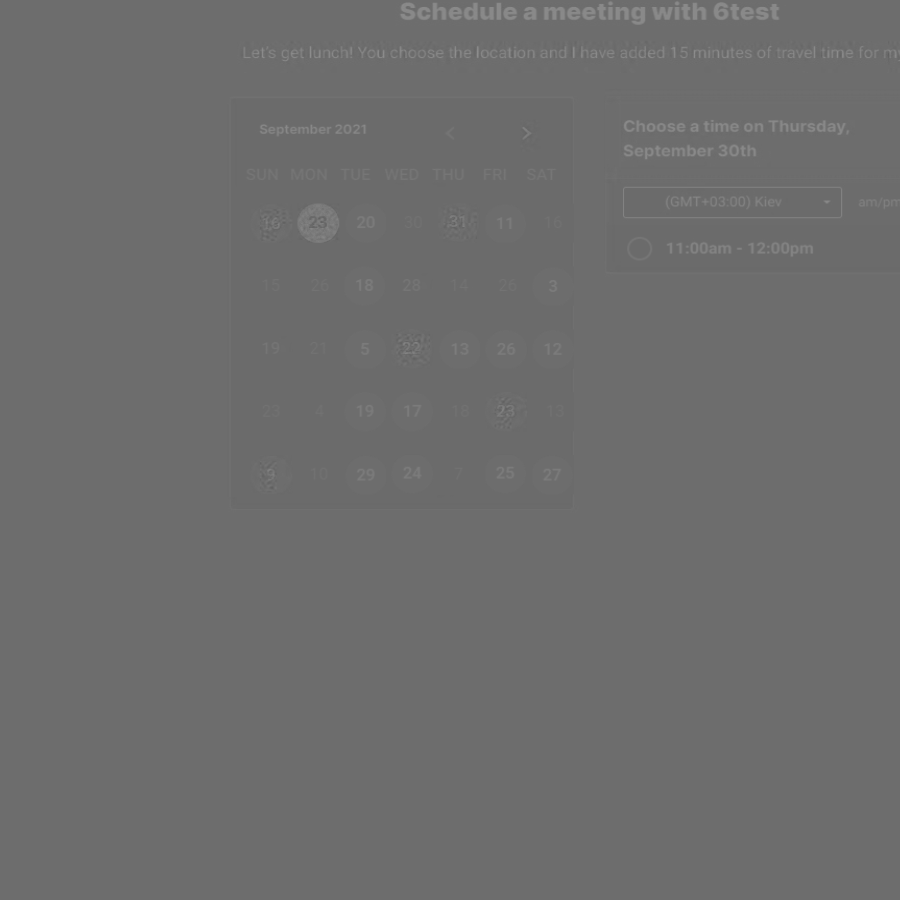 Schedule a meeting with 6test
Let's get lunch! You choose the location and I have added 15 minutes of travel time for my
September 2021
Choose a time on Thursday,
September 30th
SUN MON TUE WED THU FRI SAT
(GMT+03:00) Kiev am/pm
16 23 20 30 31 11 16
11:00am - 12:00pm
15 26 18 28 14 26 3
19 21 5 22 13 26 12
23 4 19 17 18 23 13
9 10 29 24 7 25 27